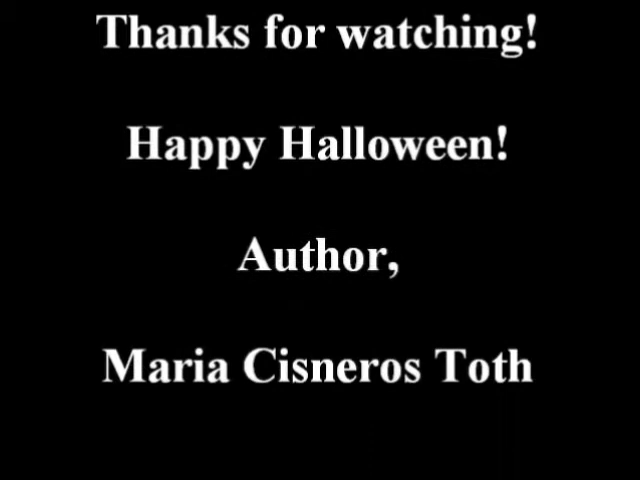 Thanks for watching!
Happy Halloween!
Author,
Maria Cisneros Toth